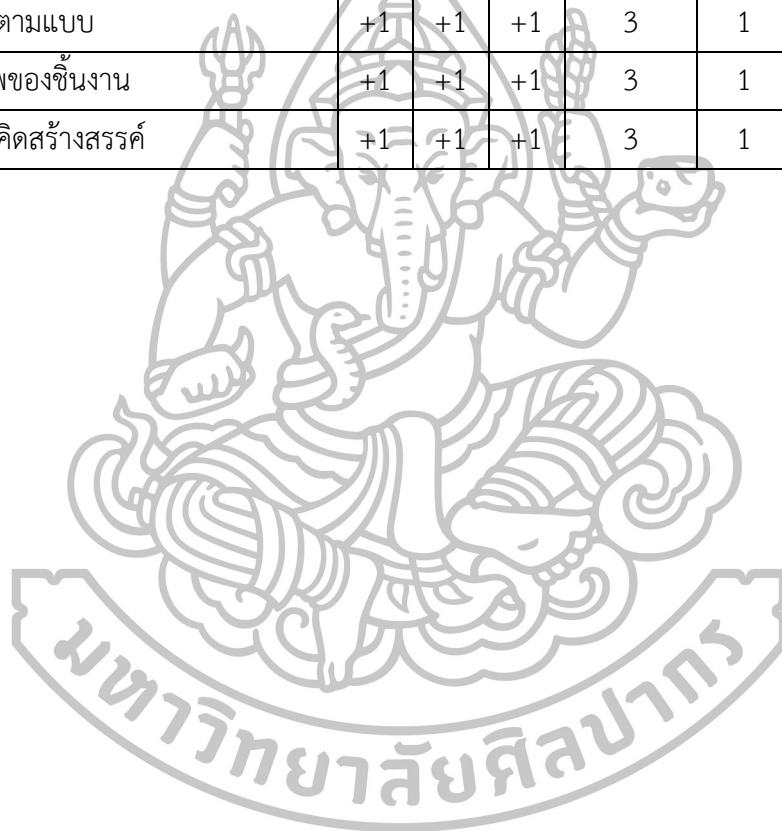 ตามแบบ +1 +1 +1 3 1
พของชิ้นงาน +1 +1 +1 3 1
คิดสร้างสรรค์ +1 +1 +1 3 1
มหาวิทยาลัยศิลปากร